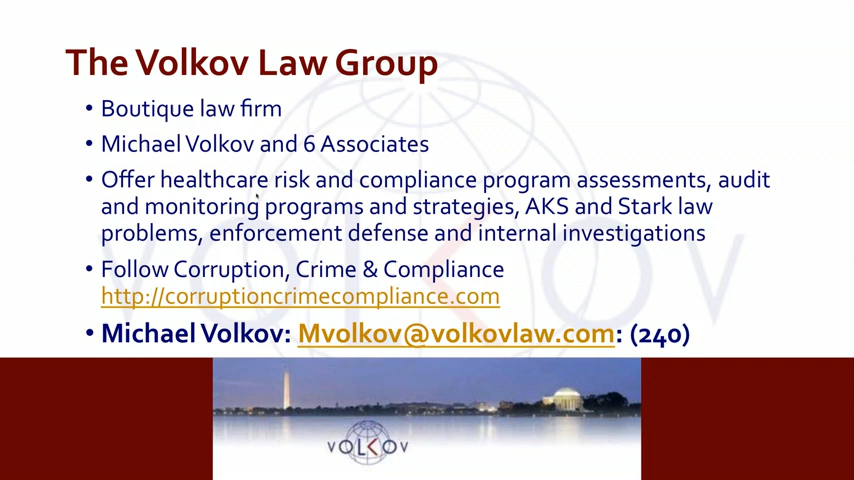 The Volkov Law Group
• Boutique law firm
• Michael Volkov and 6 Associates
• Offer healthcare risk and compliance program assessments, audit
and monitoring programs and strategies, AKS and Stark law
problems, enforcement defense and internal investigations
• Follow Corruption, Crime & Compliance
http://corruptioncrimecompliance.com
• Michael Volkov: Mvolkov@volkovlaw.com: (240)
VOLKOV
VOLKOV